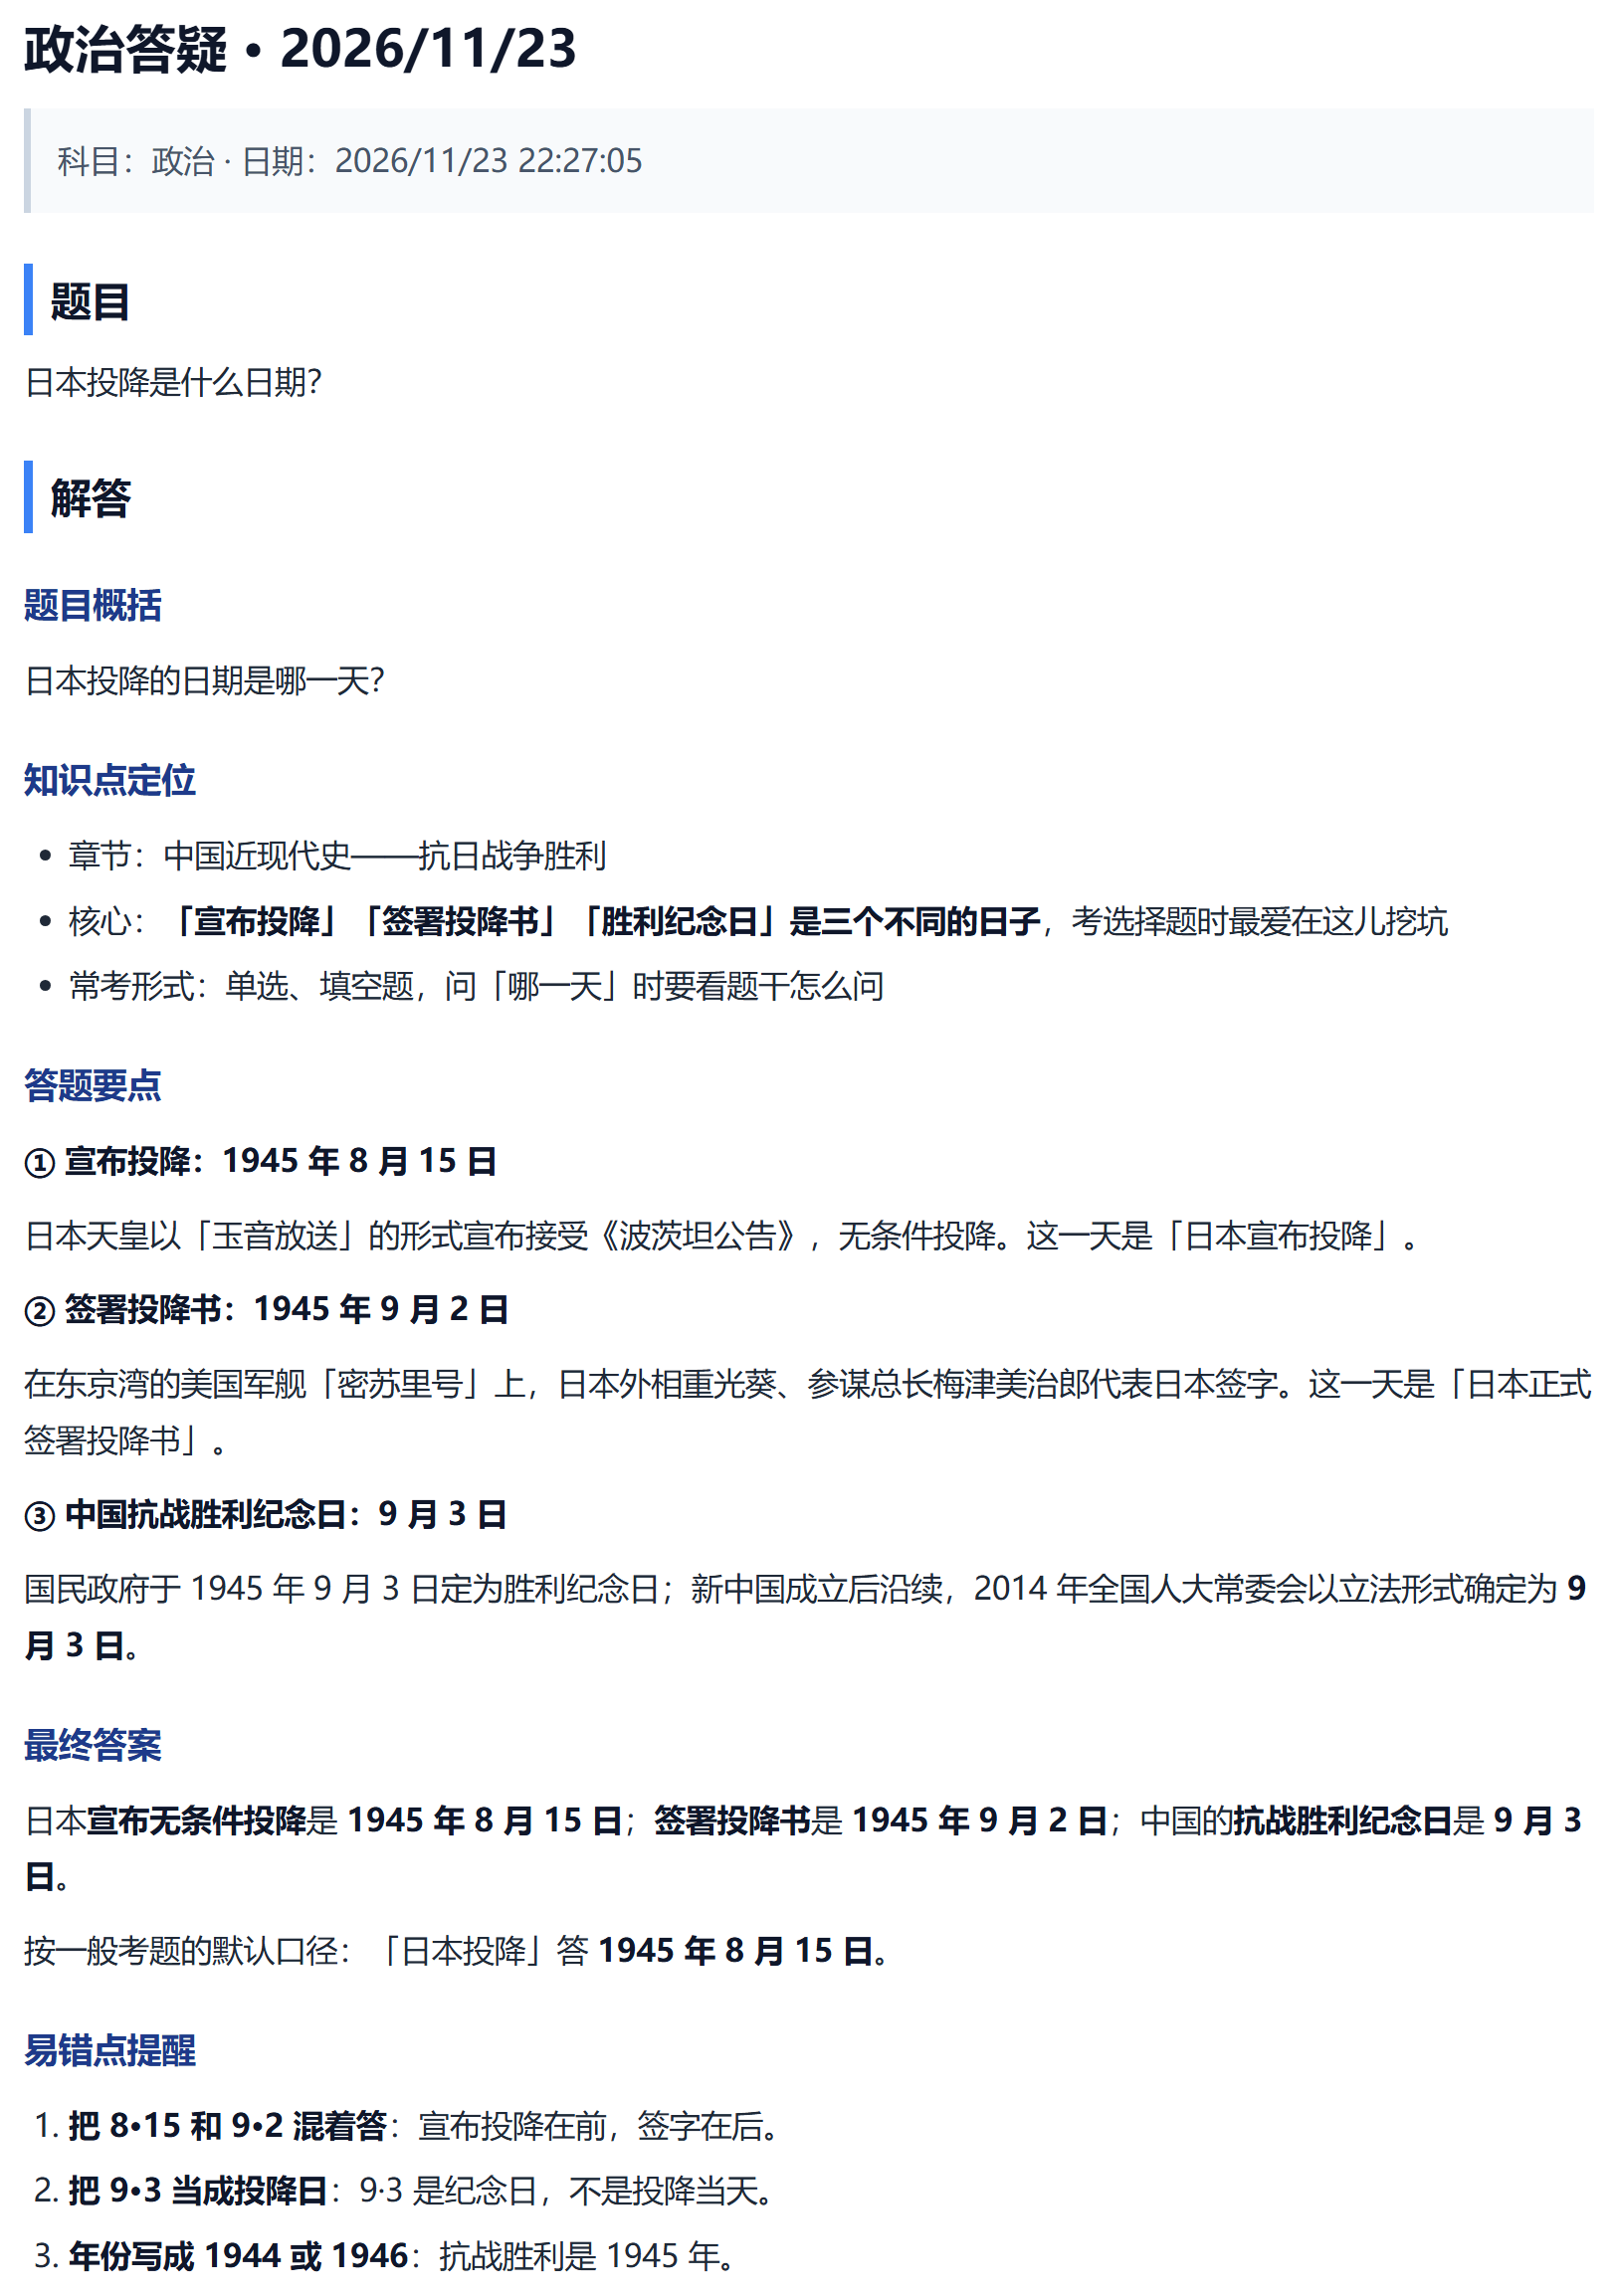 政治答疑 · 2026/11/23
科目：政治 · 日期：2026/11/23 22:27:05
题目
日本投降是什么日期？
解答
题目概括
日本投降的日期是哪一天？
知识点定位
• 章节：中国近现代史——抗日战争胜利
• 核心：「宣布投降」「签署投降书」「胜利纪念日」是三个不同的日子，考选择题时最爱在这儿挖坑
• 常考形式：单选、填空题，问「哪一天」时要看题干怎么问
答题要点
① 宣布投降：1945 年 8 月 15 日
日本天皇以「玉音放送」的形式宣布接受《波茨坦公告》，无条件投降。这一天是「日本宣布投降」。
② 签署投降书：1945 年 9 月 2 日
在东京湾的美国军舰「密苏里号」上，日本外相重光葵、参谋总长梅津美治郎代表日本签字。这一天是「日本正式
签署投降书」。
③ 中国抗战胜利纪念日：9 月 3 日
国民政府于 1945 年 9 月 3 日定为胜利纪念日；新中国成立后沿续，2014 年全国人大常委会以立法形式确定为 9
月 3 日。
最终答案
日本宣布无条件投降是 1945 年 8 月 15 日；签署投降书是 1945 年 9 月 2 日；中国的抗战胜利纪念日是 9 月 3
日。
按一般考题的默认口径：「日本投降」答 1945 年 8 月 15 日。
易错点提醒
1. 把 8·15 和 9·2 混着答：宣布投降在前，签字在后。
2. 把 9·3 当成投降日：9·3 是纪念日，不是投降当天。
3. 年份写成 1944 或 1946：抗战胜利是 1945 年。